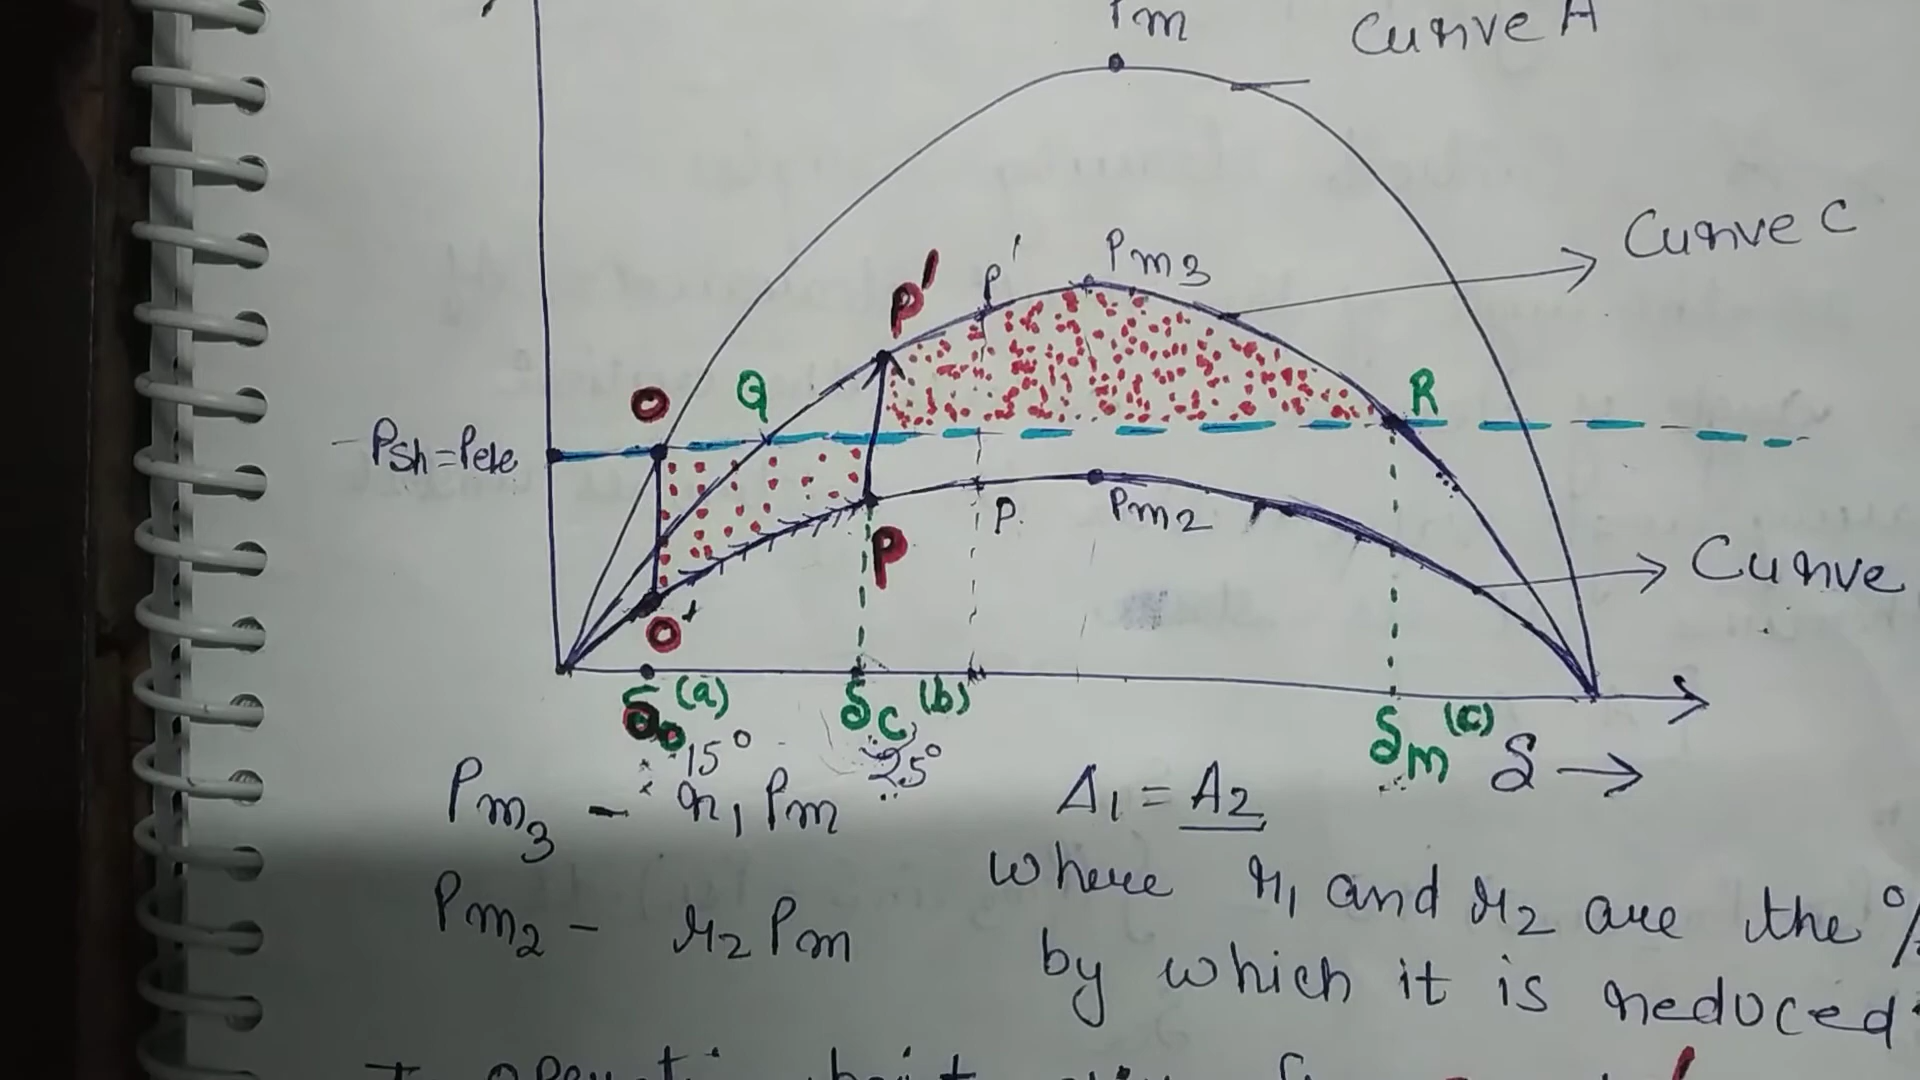 Pm Curve A
Pm3 Curve C
P' P'
O Q R
Psh=Pele
P. Pm2
P Curve
O'
δo (a) δc (b) δm (c) δ →
15° 25°
Pm3 - r1 Pm A1 = A2
where r1 and r2 are the %
Pm2 - r2 Pm by which it is reduced